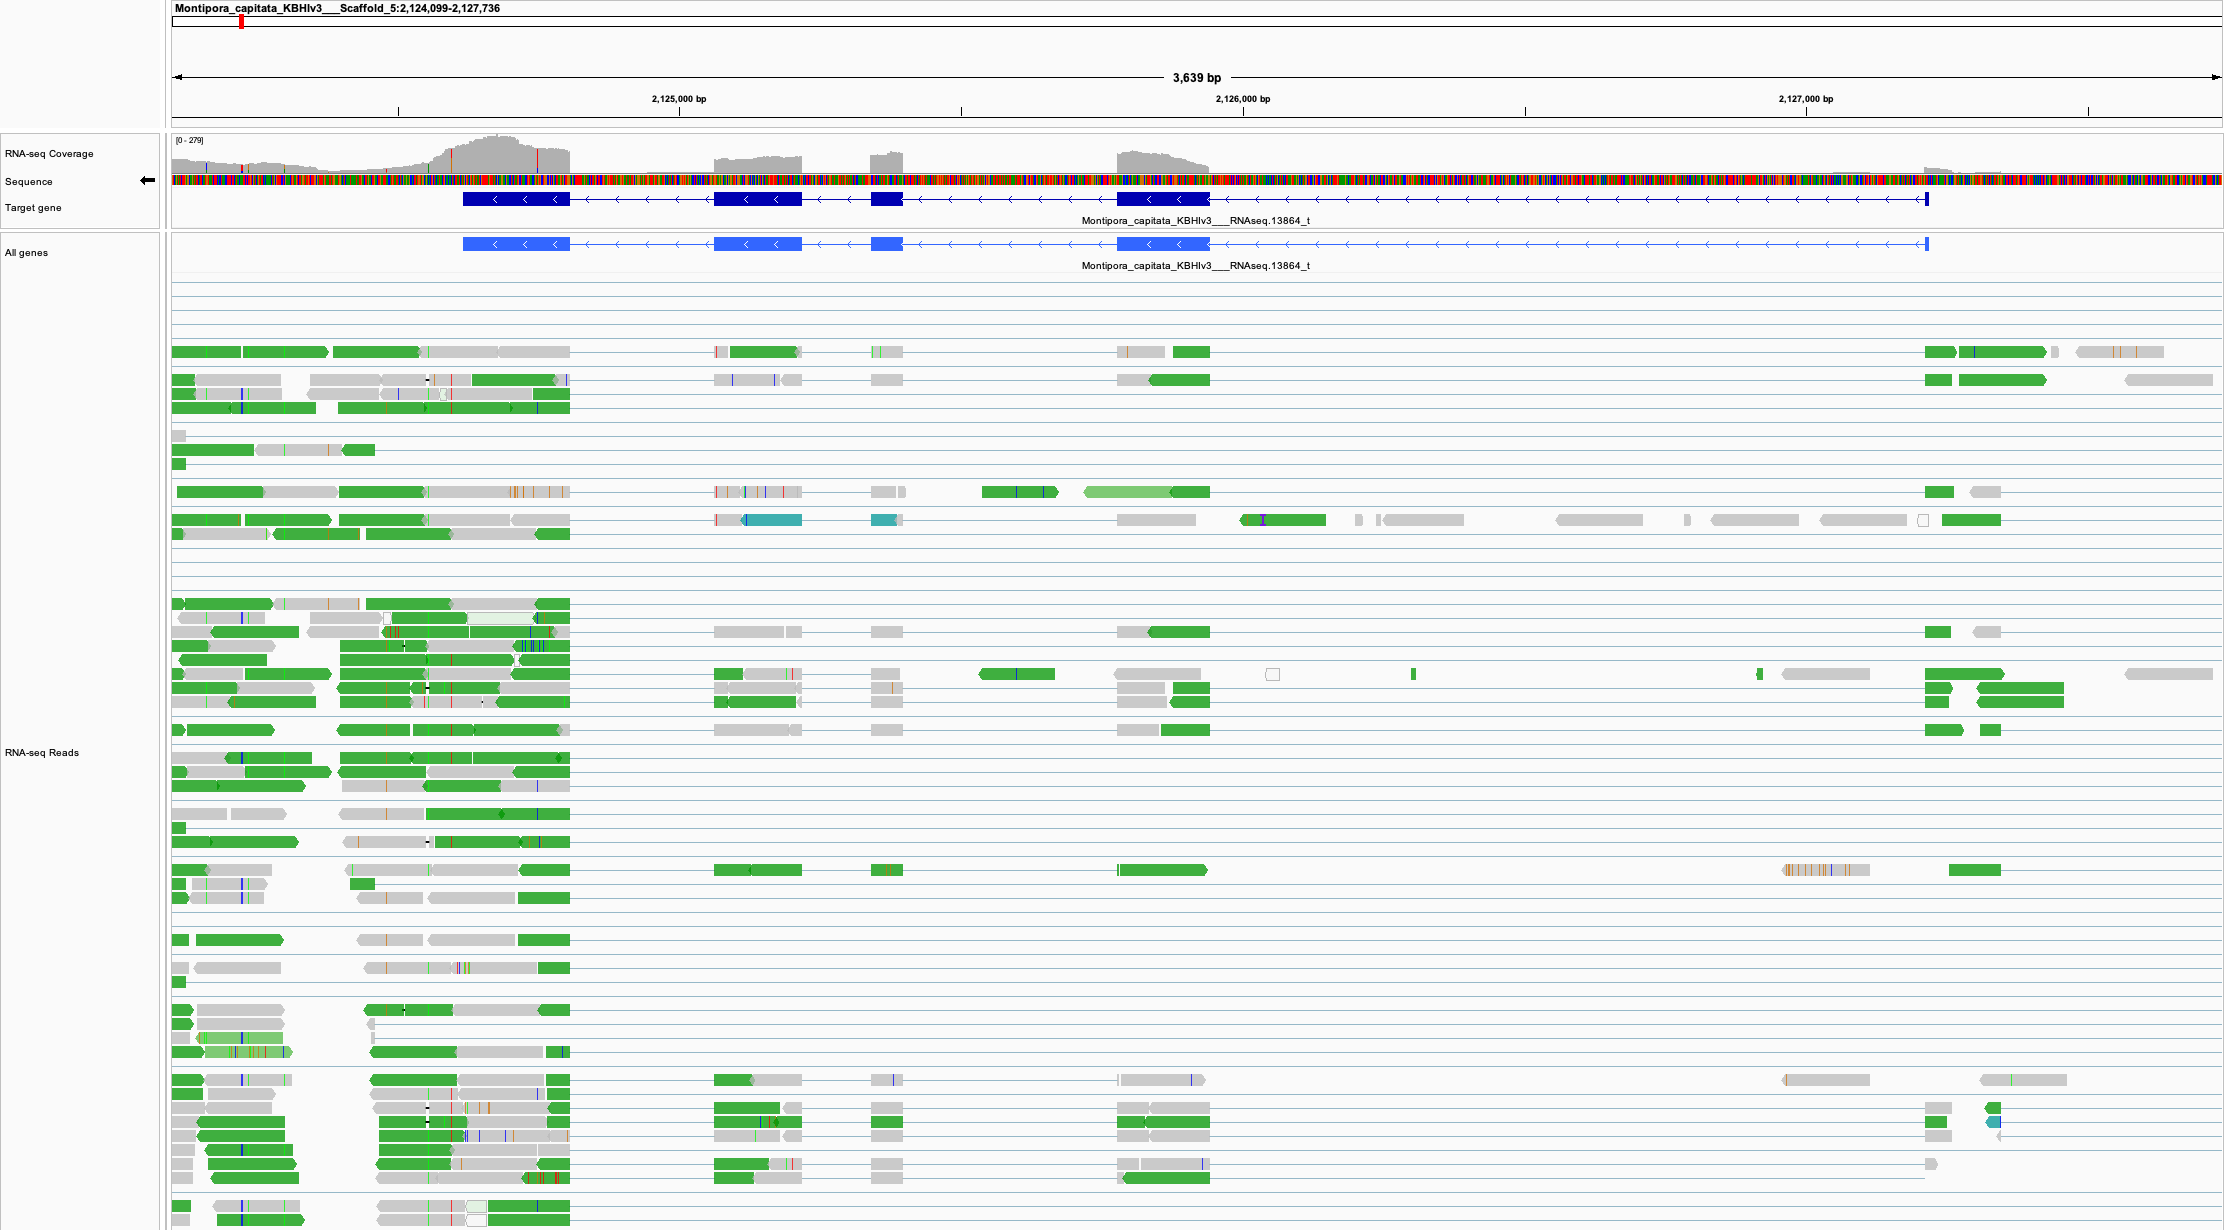 Montipora_capitata_KBHIv3___Scaffold_5:2,124,099-2,127,736
3,639 bp
2,125,000 bp
2,126,000 bp
2,127,000 bp
RNA-seq Coverage
[0 - 279]
Sequence
Target gene
Montipora_capitata_KBHIv3___RNAseq.13864_t
All genes
Montipora_capitata_KBHIv3___RNAseq.13864_t
RNA-seq Reads